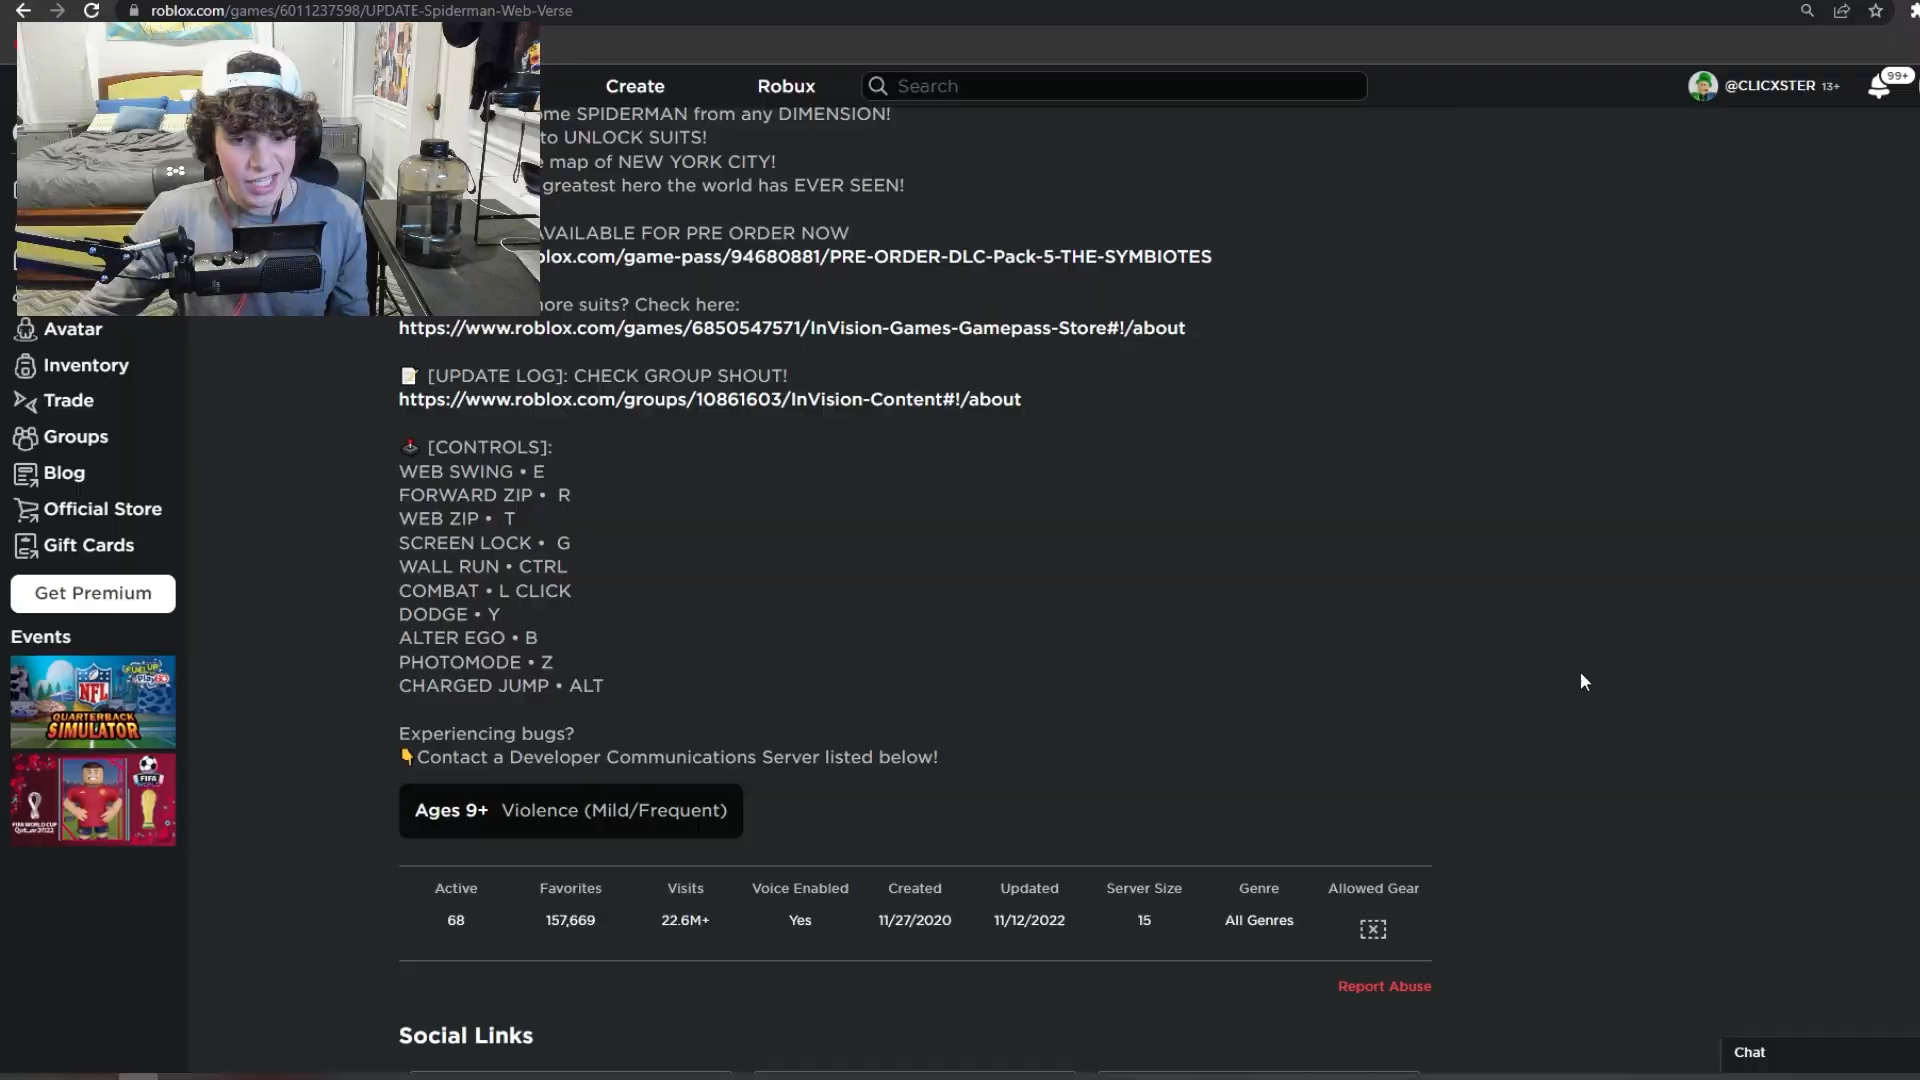 roblox.com/games/6011237598/UPDATE-Spiderman-Web-Verse
Create
Robux
Search
@CLICXSTER 13+
99+
me SPIDERMAN from any DIMENSION!
to UNLOCK SUITS!
e map of NEW YORK CITY!
greatest hero the world has EVER SEEN!
AVAILABLE FOR PRE ORDER NOW
blox.com/game-pass/94680881/PRE-ORDER-DLC-Pack-5-THE-SYMBIOTES
ore suits? Check here:
https://www.roblox.com/games/6850547571/InVision-Games-Gamepass-Store#!/about
📝 [UPDATE LOG]: CHECK GROUP SHOUT!
https://www.roblox.com/groups/10861603/InVision-Content#!/about
🕹️ [CONTROLS]:
WEB SWING • E
FORWARD ZIP • R
WEB ZIP • T
SCREEN LOCK • G
WALL RUN • CTRL
COMBAT • L CLICK
DODGE • Y
ALTER EGO • B
PHOTOMODE • Z
CHARGED JUMP • ALT
Experiencing bugs?
👇Contact a Developer Communications Server listed below!
Ages 9+ Violence (Mild/Frequent)
Active Favorites Visits Voice Enabled Created Updated Server Size Genre Allowed Gear
68 157,669 22.6M+ Yes 11/27/2020 11/12/2022 15 All Genres
Report Abuse
Social Links
Chat
Avatar
Inventory
Trade
Groups
Blog
Official Store
Gift Cards
Get Premium
Events
NFL
QUARTERBACK
SIMULATOR
FIFA